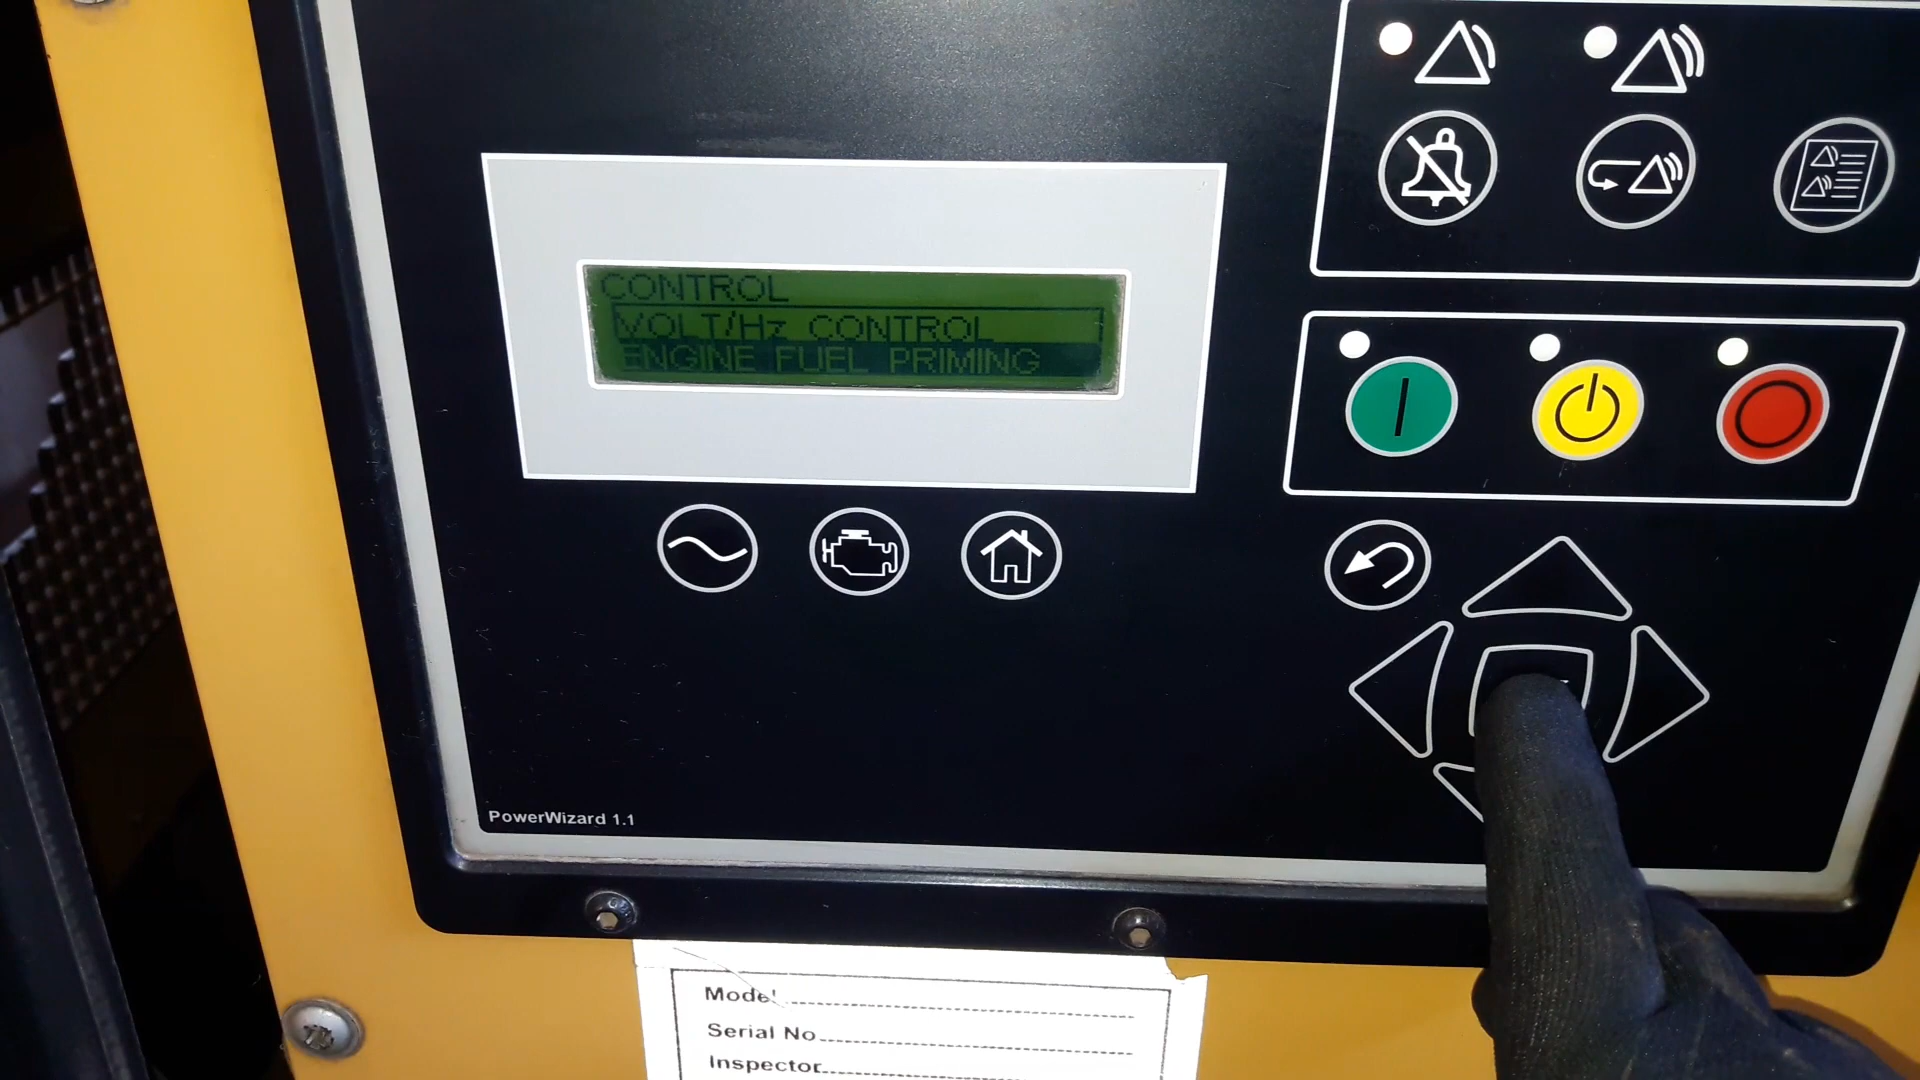 CONTROL
VOLT/Hz CONTROL
ENGINE FUEL PRIMING
PowerWizard 1.1
Model
Serial No
Inspector